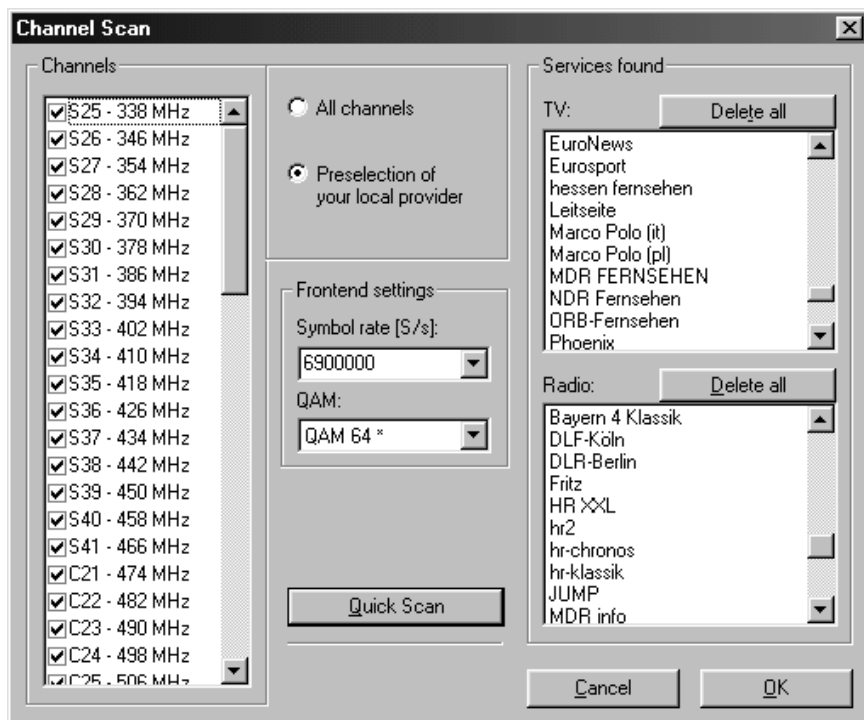 Channel Scan
Channels
S25 - 338 MHz
S26 - 346 MHz
S27 - 354 MHz
S28 - 362 MHz
S29 - 370 MHz
S30 - 378 MHz
S31 - 386 MHz
S32 - 394 MHz
S33 - 402 MHz
S34 - 410 MHz
S35 - 418 MHz
S36 - 426 MHz
S37 - 434 MHz
S38 - 442 MHz
S39 - 450 MHz
S40 - 458 MHz
S41 - 466 MHz
C21 - 474 MHz
C22 - 482 MHz
C23 - 490 MHz
C24 - 498 MHz
C25 - 506 MHz
All channels
Preselection of
your local provider
Frontend settings
Symbol rate [S/s]:
6900000
QAM:
QAM 64 *
Quick Scan
Services found
TV:
Delete all
EuroNews
Eurosport
hessen fernsehen
Leitseite
Marco Polo (it)
Marco Polo (pl)
MDR FERNSEHEN
NDR Fernsehen
ORB-Fernsehen
Phoenix
Radio:
Delete all
Bayern 4 Klassik
DLF-Köln
DLR-Berlin
Fritz
HR XXL
hr2
hr-chronos
hr-klassik
JUMP
MDR info
Cancel
OK